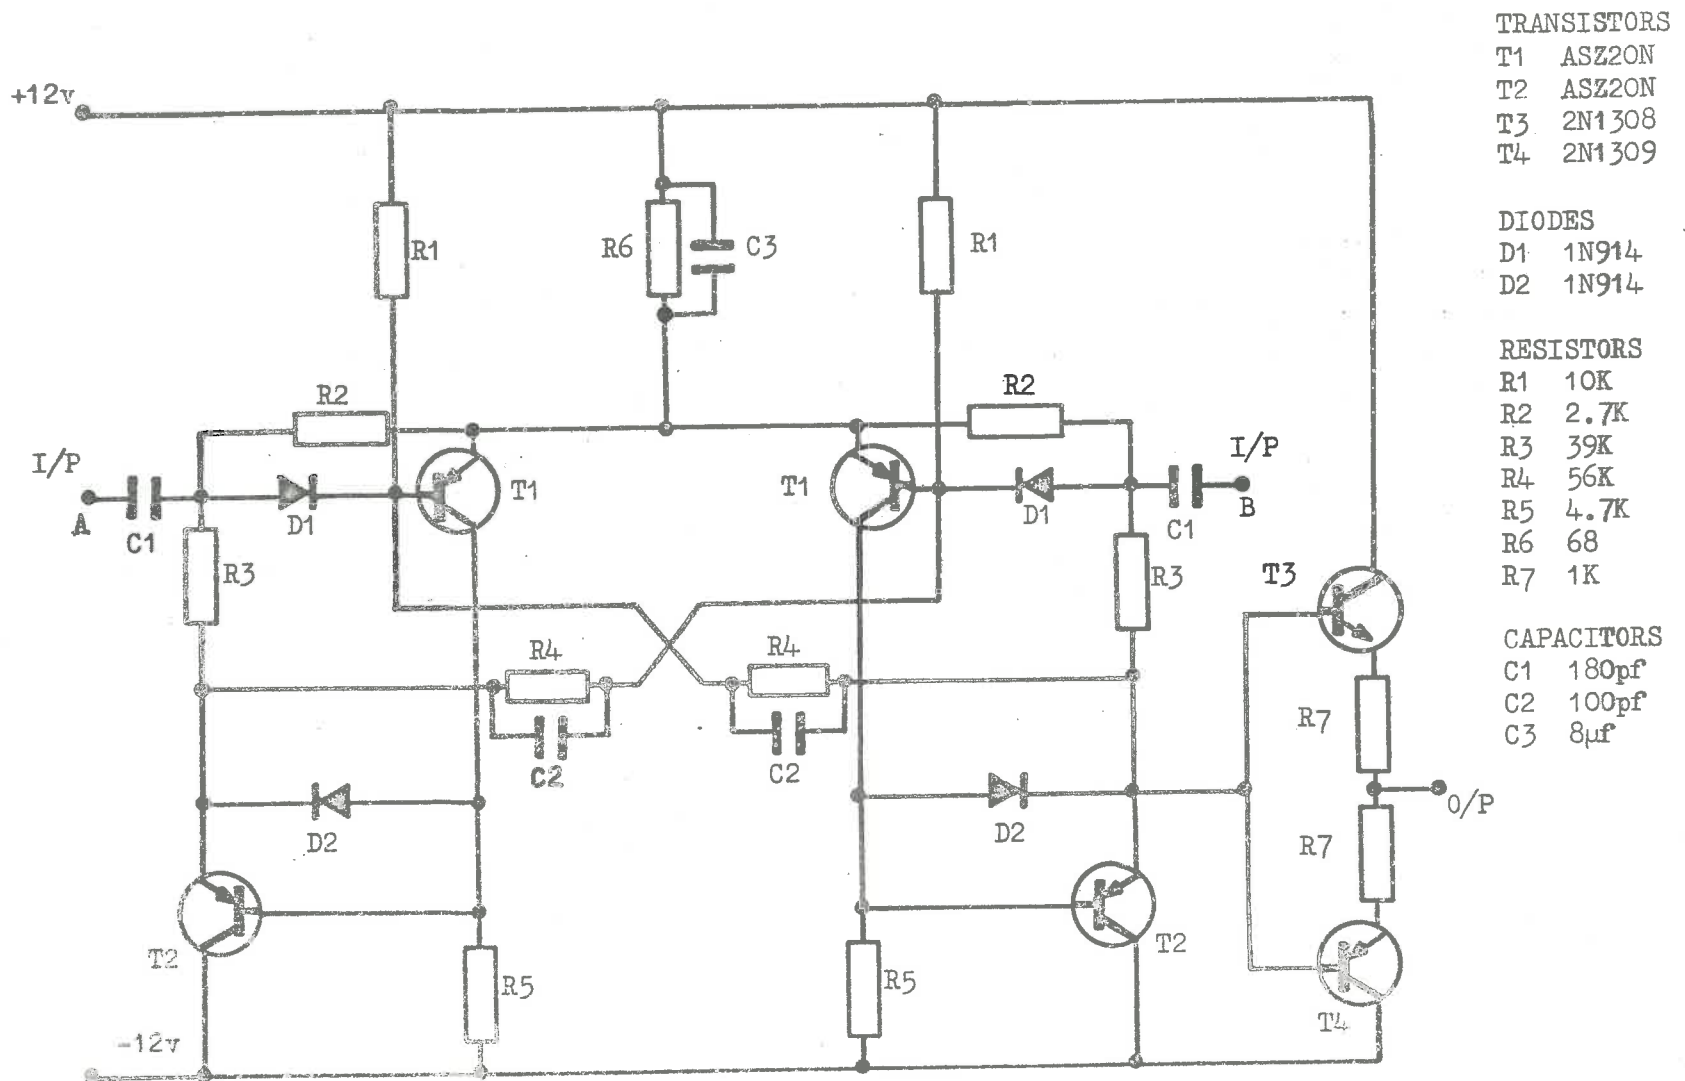 +12v
R1
R6
C3
R1
R2
R2
I/P
A
C1
D1
T1
T1
D1
C1
I/P
B
R3
R3
T3
R4
R4
C2
C2
R7
D2
D2
O/P
R7
T2
R5
R5
T2
T4
-12v
TRANSISTORS
T1 ASZ20N
T2 ASZ20N
T3 2N1308
T4 2N1309
DIODES
D1 1N914
D2 1N914
RESISTORS
R1 10K
R2 2.7K
R3 39K
R4 56K
R5 4.7K
R6 68
R7 1K
CAPACITORS
C1 180pf
C2 100pf
C3 8µf